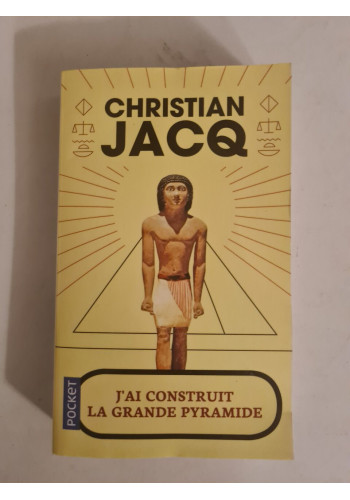 CHRISTIAN
JACQ
POCKET
J'AI CONSTRUIT
LA GRANDE PYRAMIDE